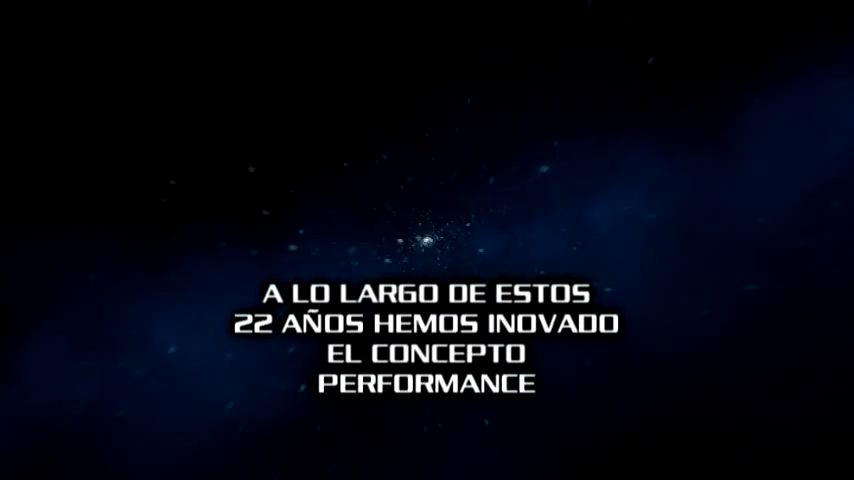 A LO LARGO DE ESTOS
22 AÑOS HEMOS INOVADO
EL CONCEPTO
PERFORMANCE